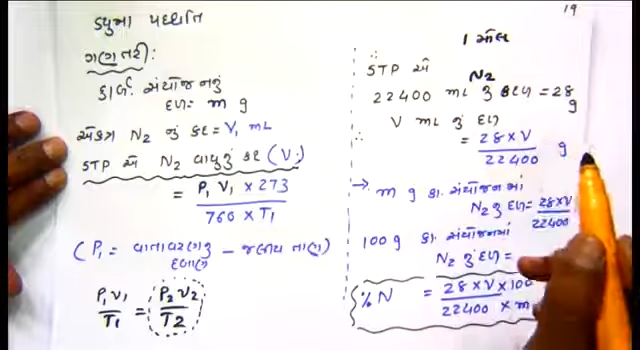 ડ્યુમા પધ્ધતિ
ગણતરી:
કાર્બ. સંયોજનનું
દળ = m g
એકત્ર N2 નું કદ = V1 mL
STP એ N2 વાયુનું કદ (V)
= P1 V1 × 273
760 × T1
(P1 = વાતાવરણનું દબાણ - જલીય તાણ)
P1 V1 / T1 = P2 V2 / T2
19
1 મોલ
∴ STP એ N2
22400 mL નું દળ = 28 g
∴ V mL નું દળ
= 28 × V / 22400 g
→ m g કા. સંયોજનમાં
N2 નું દળ = 28 × V / 22400
100 g કા. સંયોજનમાં
N2 નું દળ =
% N = 28 × V × 100
22400 × m